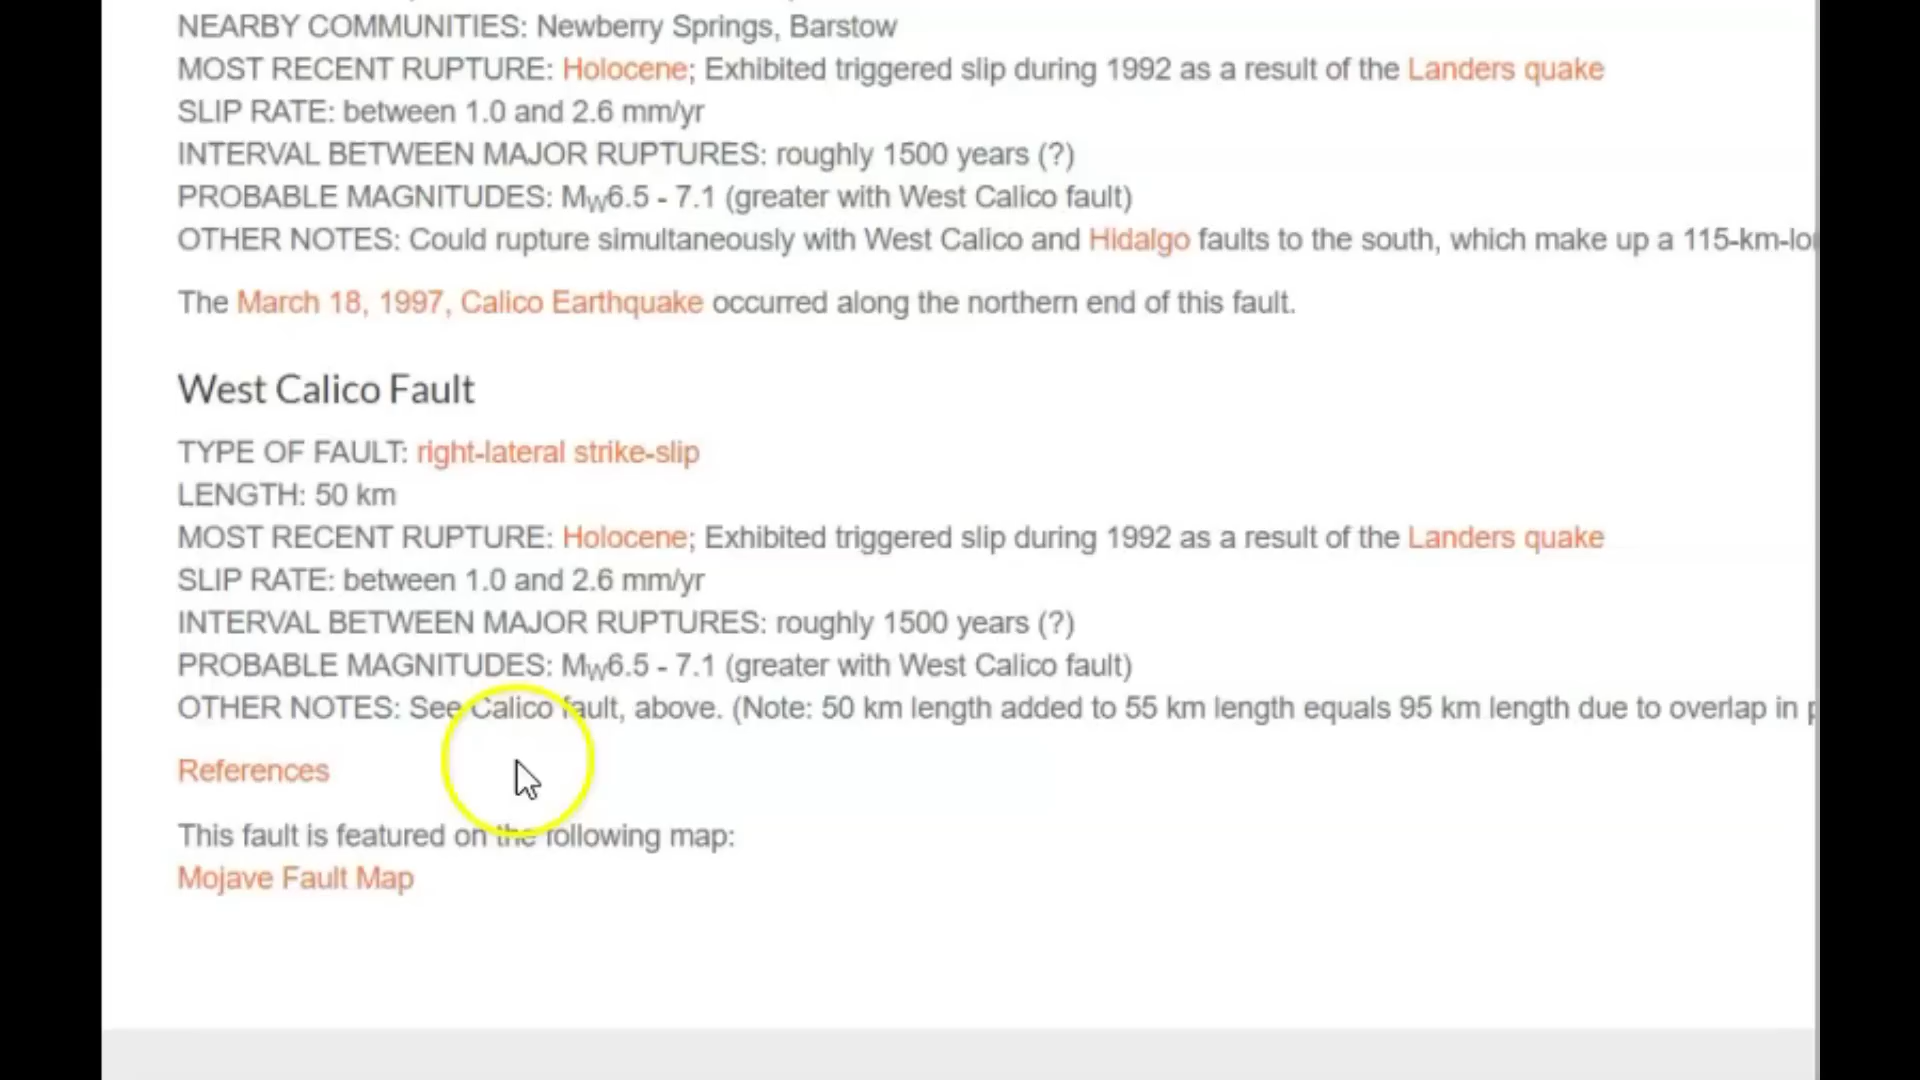 NEARBY COMMUNITIES: Newberry Springs, Barstow
MOST RECENT RUPTURE: Holocene; Exhibited triggered slip during 1992 as a result of the Landers quake
SLIP RATE: between 1.0 and 2.6 mm/yr
INTERVAL BETWEEN MAJOR RUPTURES: roughly 1500 years (?)
PROBABLE MAGNITUDES: MW6.5 - 7.1 (greater with West Calico fault)
OTHER NOTES: Could rupture simultaneously with West Calico and Hidalgo faults to the south, which make up a
The March 18, 1997, Calico Earthquake occurred along the northern end of this fault.
West Calico Fault
TYPE OF FAULT: right-lateral strike-slip
LENGTH: 50 km
MOST RECENT RUPTURE: Holocene; Exhibited triggered slip during 1992 as a result of the Landers quake
SLIP RATE: between 1.0 and 2.6 mm/yr
INTERVAL BETWEEN MAJOR RUPTURES: roughly 1500 years (?)
PROBABLE MAGNITUDES: MW6.5 - 7.1 (greater with West Calico fault)
OTHER NOTES: See Calico fault, above. (Note: 50 km length added to 55 km length equals 95 km length due to overlap in
References
This fault is featured on the following map:
Mojave Fault Map